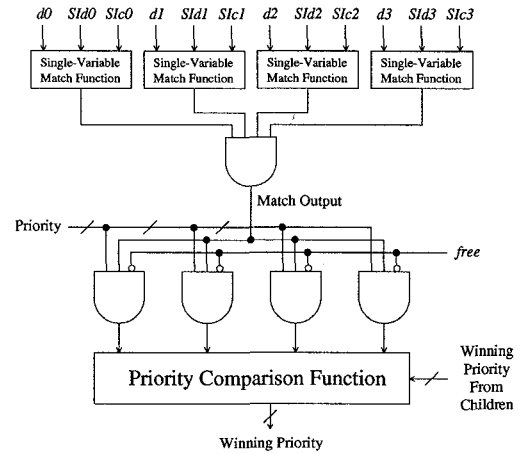 d0 SId0 SIc0 d1 SId1 SIc1 d2 SId2 SIc2 d3 SId3 SIc3
Single-Variable Match Function
Single-Variable Match Function
Single-Variable Match Function
Single-Variable Match Function
Match Output
Priority
free
Priority Comparison Function
Winning
Priority
From
Children
Winning Priority